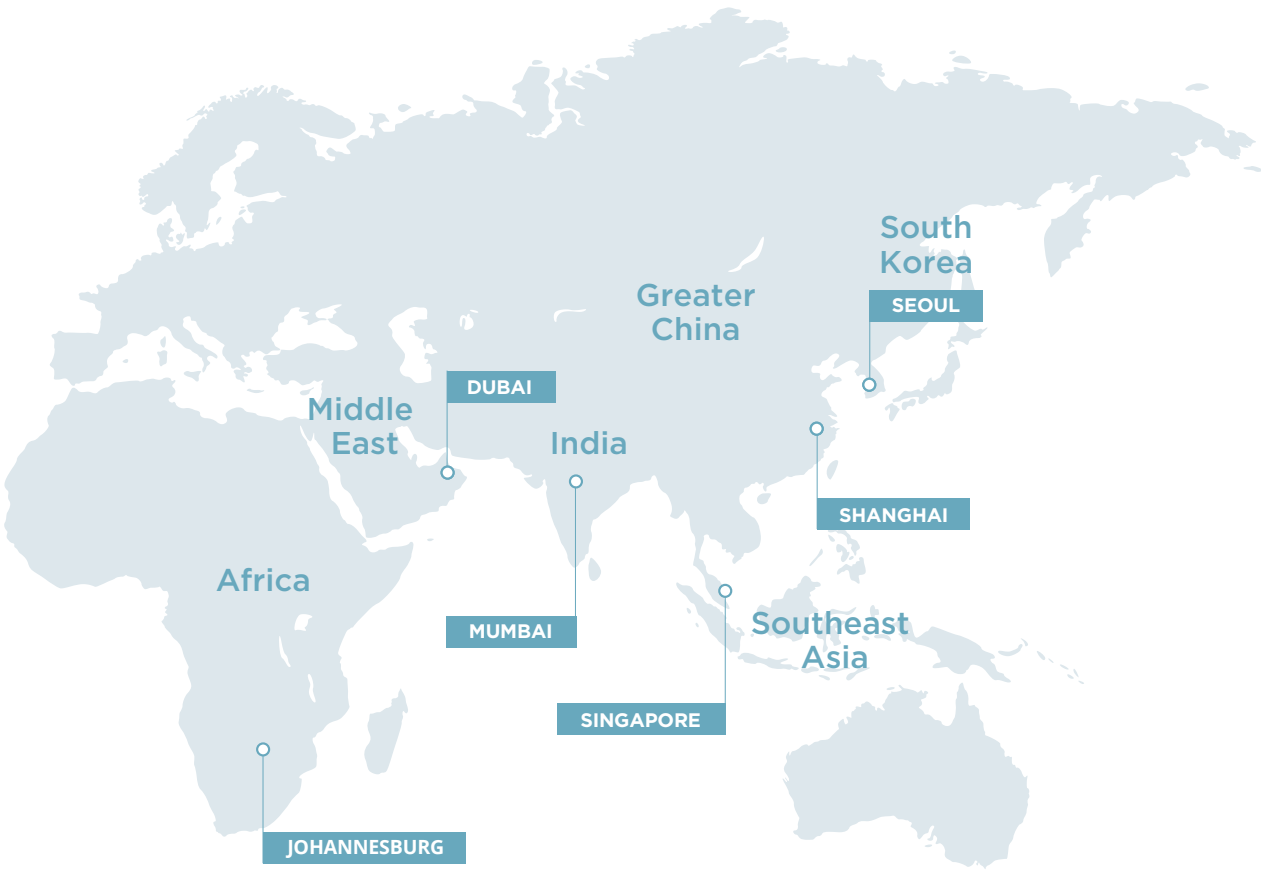 South
Korea
SEOUL
Greater
China
DUBAI
Middle
East
India
SHANGHAI
Africa
MUMBAI
Southeast
Asia
SINGAPORE
JOHANNESBURG